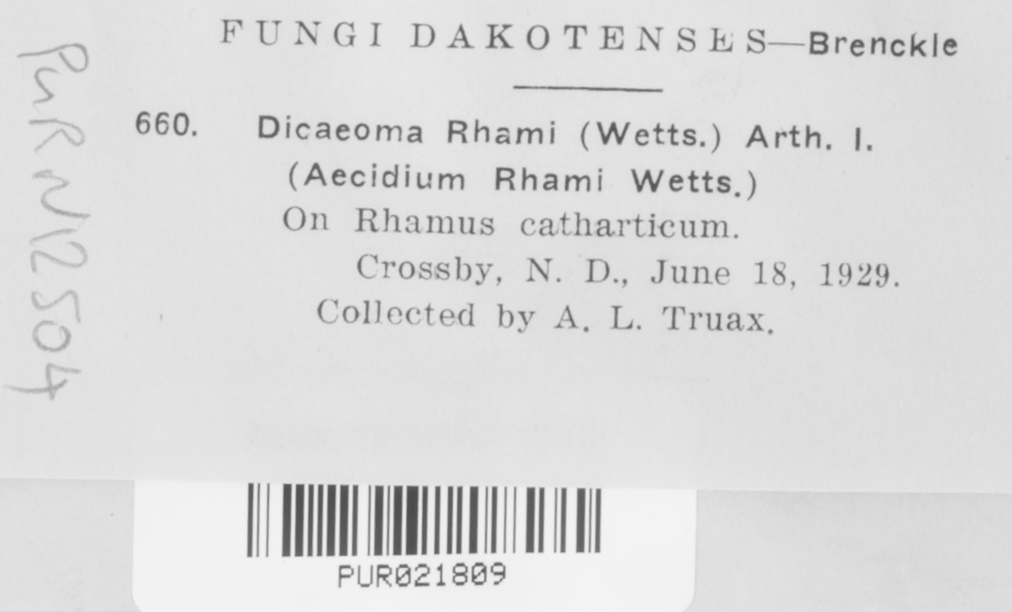 FUNGI DAKOTENSES—Brenckle
660. Dicaeoma Rhami (Wetts.) Arth. I.
(Aecidium Rhami Wetts.)
On Rhamus catharticum.
Crossby, N. D., June 18, 1929.
Collected by A. L. Truax.
PUR N12504
PUR021809